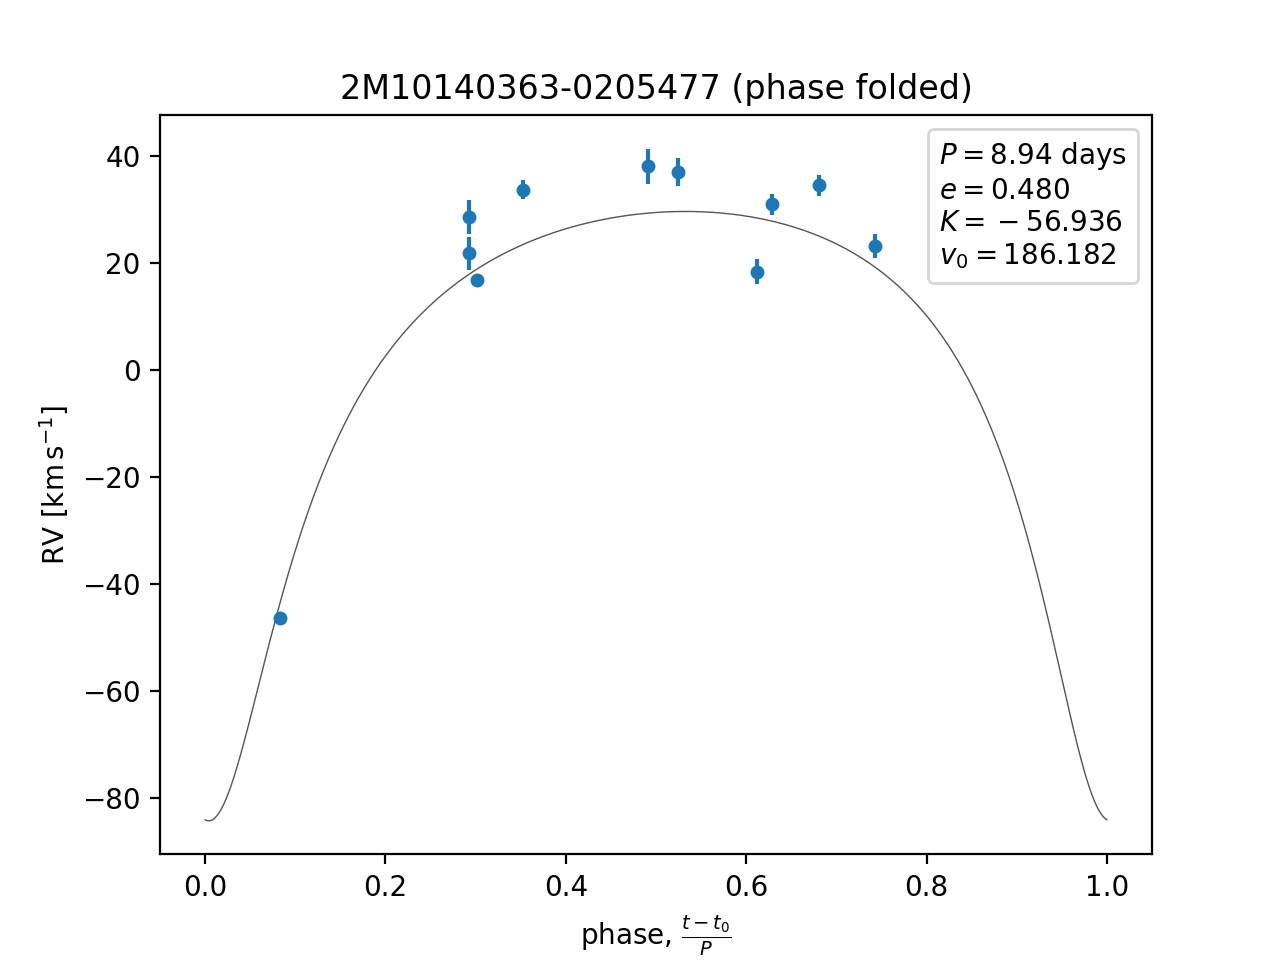 2M10140363-0205477 (phase folded)
P = 8.94 days
e = 0.480
K = −56.936
v₀ = 186.182
40
20
0
−20
−40
−60
−80
RV [km s⁻¹]
0.0 0.2 0.4 0.6 0.8 1.0
phase, (t − t₀)/P